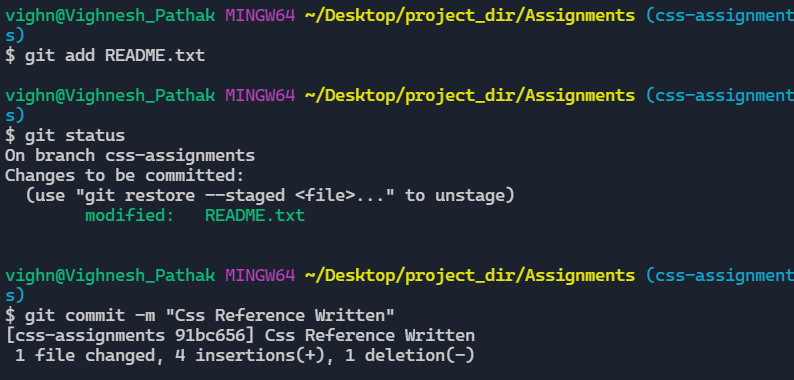 vighn@Vighnesh_Pathak MINGW64 ~/Desktop/project_dir/Assignments (css-assignment
s)
$ git add README.txt
vighn@Vighnesh_Pathak MINGW64 ~/Desktop/project_dir/Assignments (css-assignment
s)
$ git status
On branch css-assignments
Changes to be committed:
  (use "git restore --staged <file>..." to unstage)
        modified:   README.txt
vighn@Vighnesh_Pathak MINGW64 ~/Desktop/project_dir/Assignments (css-assignment
s)
$ git commit -m "Css Reference Written"
[css-assignments 91bc656] Css Reference Written
 1 file changed, 4 insertions(+), 1 deletion(-)